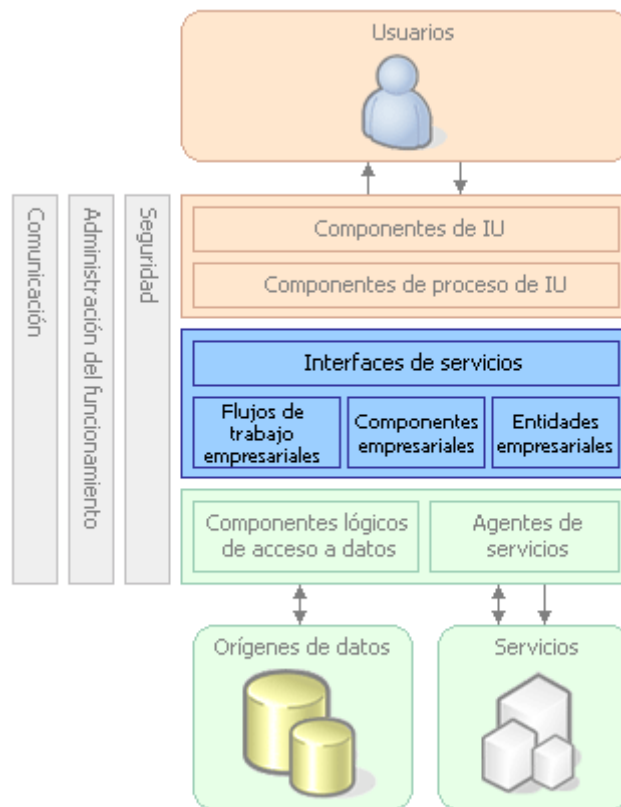 Usuarios
Comunicación
Administración del funcionamiento
Seguridad
Componentes de IU
Componentes de proceso de IU
Interfaces de servicios
Flujos de
trabajo
empresariales
Componentes
empresariales
Entidades
empresariales
Componentes lógicos
de acceso a datos
Agentes de
servicios
Orígenes de datos
Servicios